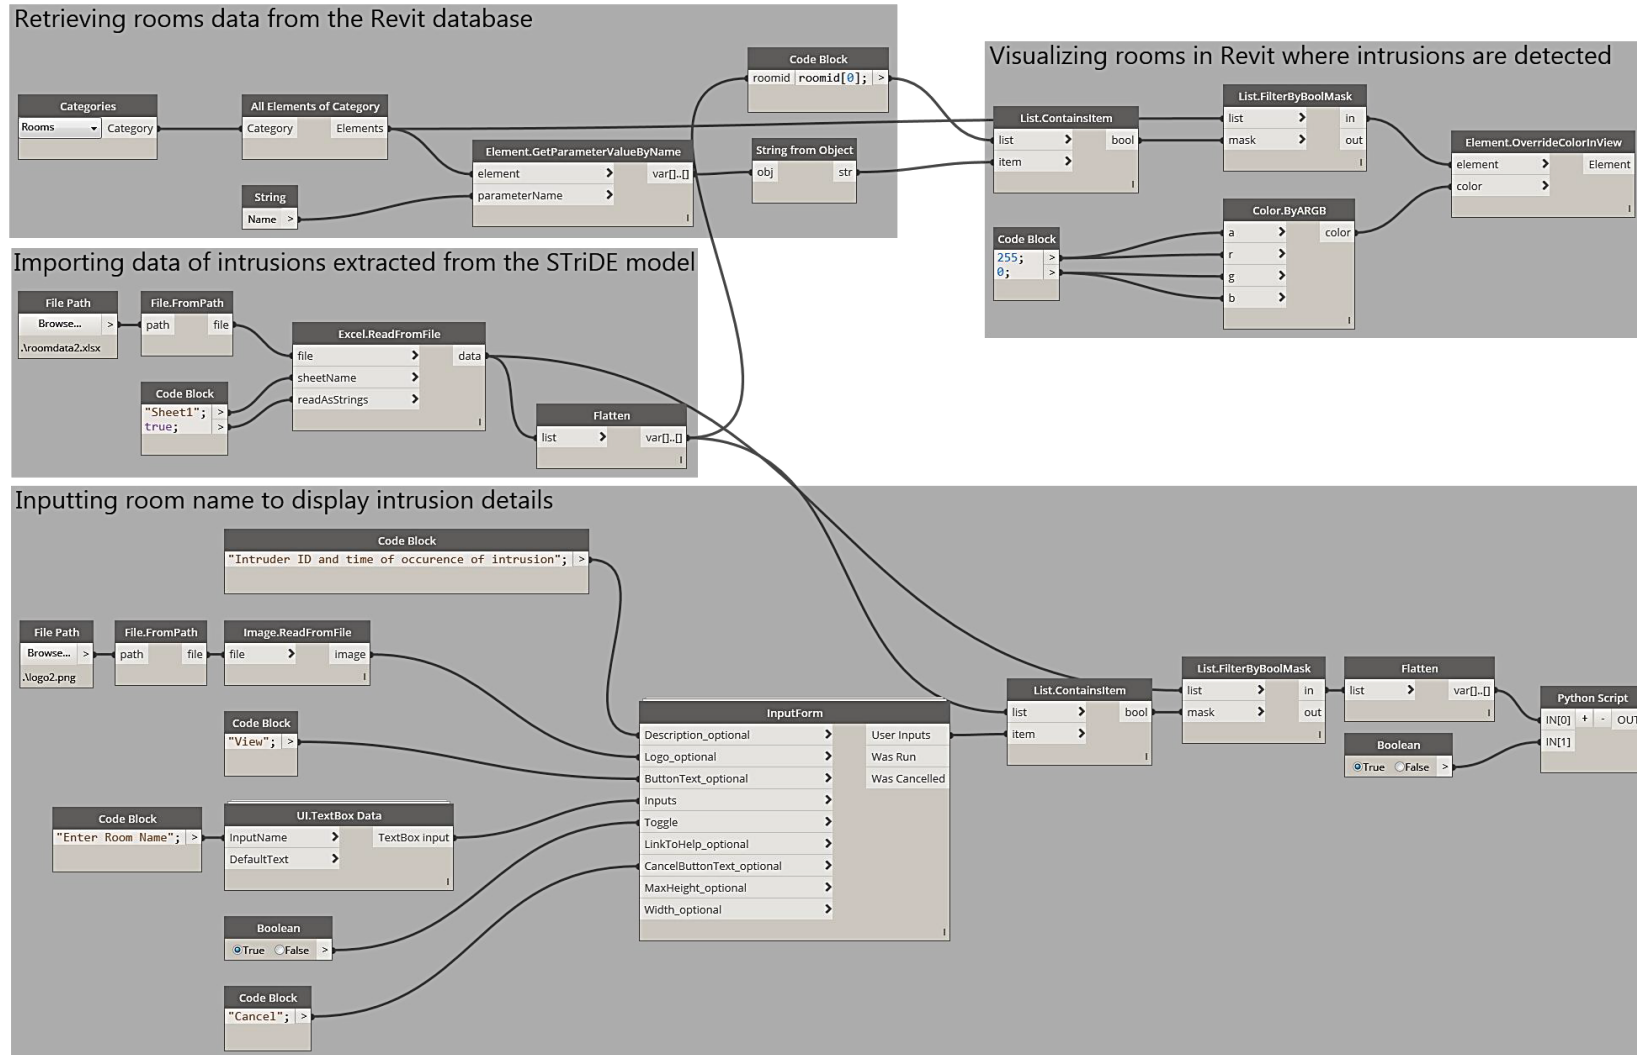 Retrieving rooms data from the Revit database
Categories
Rooms
Category
All Elements of Category
Category
Elements
String
Name >
Element.GetParameterValueByName
element >
parameterName >
var[]..[]
Code Block
roomid
roomid[0]; >
String from Object
obj
str
Visualizing rooms in Revit where intrusions are detected
List.ContainsItem
list >
item >
bool
List.FilterByBoolMask
list >
mask >
in
out
Element.OverrideColorInView
element >
color >
Element
Code Block
255; >
0; >
Color.ByARGB
a >
r >
g >
b >
color
Importing data of intrusions extracted from the STriDE model
File Path
Browse... >
.\roomdata2.xlsx
File.FromPath
path
file
Code Block
"Sheet1"; >
true; >
Excel.ReadFromFile
file >
sheetName >
readAsStrings >
data
Flatten
list >
var[]..[]
Inputting room name to display intrusion details
Code Block
"Intruder ID and time of occurence of intrusion"; >
File Path
Browse... >
.\logo2.png
File.FromPath
path
file
Image.ReadFromFile
file >
image
Code Block
"View"; >
Code Block
"Enter Room Name"; >
UI.TextBox Data
InputName >
DefaultText >
TextBox input
Boolean
True False >
Code Block
"Cancel"; >
InputForm
Description_optional >
Logo_optional >
ButtonText_optional >
Inputs >
Toggle >
LinkToHelp_optional >
CancelButtonText_optional >
MaxHeight_optional >
Width_optional >
User Inputs
Was Run
Was Cancelled
List.ContainsItem
list >
item >
bool
List.FilterByBoolMask
list >
mask >
in
out
Flatten
list >
var[]..[]
Boolean
True False >
Python Script
IN[0] + - OUT
IN[1]